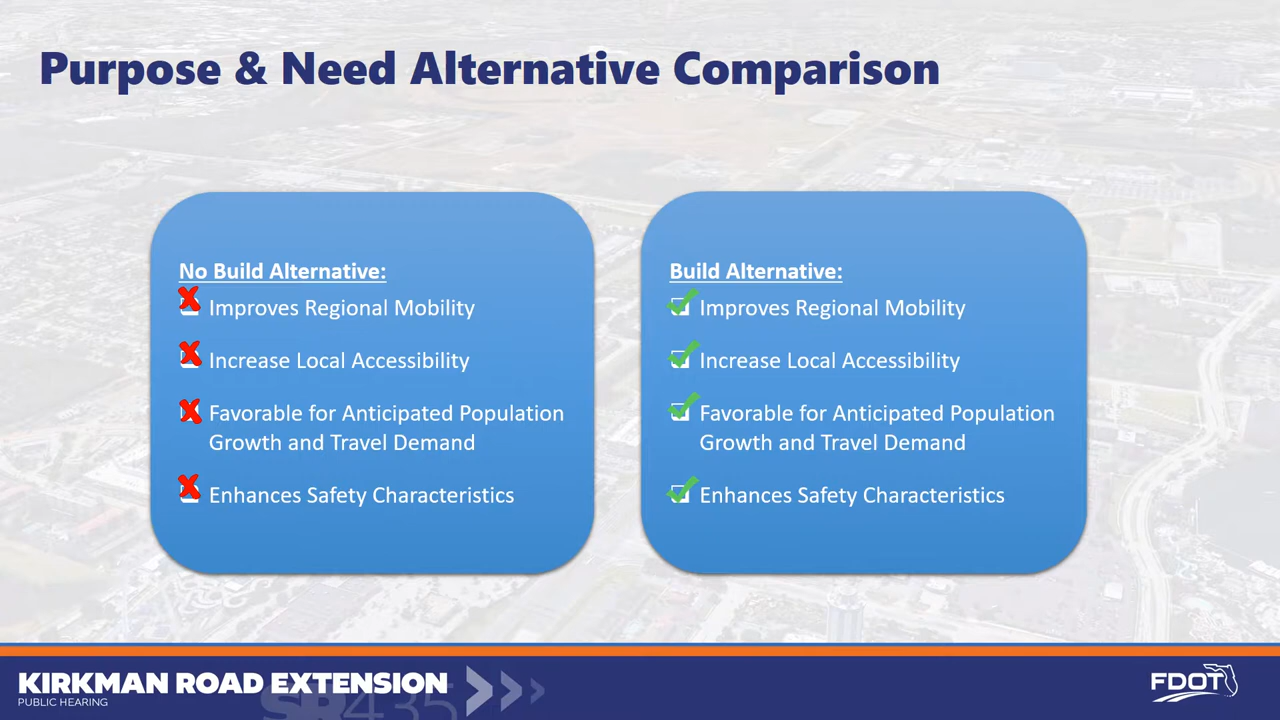 Purpose & Need Alternative Comparison
No Build Alternative:
Improves Regional Mobility
Increase Local Accessibility
Favorable for Anticipated Population
Growth and Travel Demand
Enhances Safety Characteristics
Build Alternative:
Improves Regional Mobility
Increase Local Accessibility
Favorable for Anticipated Population
Growth and Travel Demand
Enhances Safety Characteristics
KIRKMAN ROAD EXTENSION
PUBLIC HEARING
SR 435
FDOT